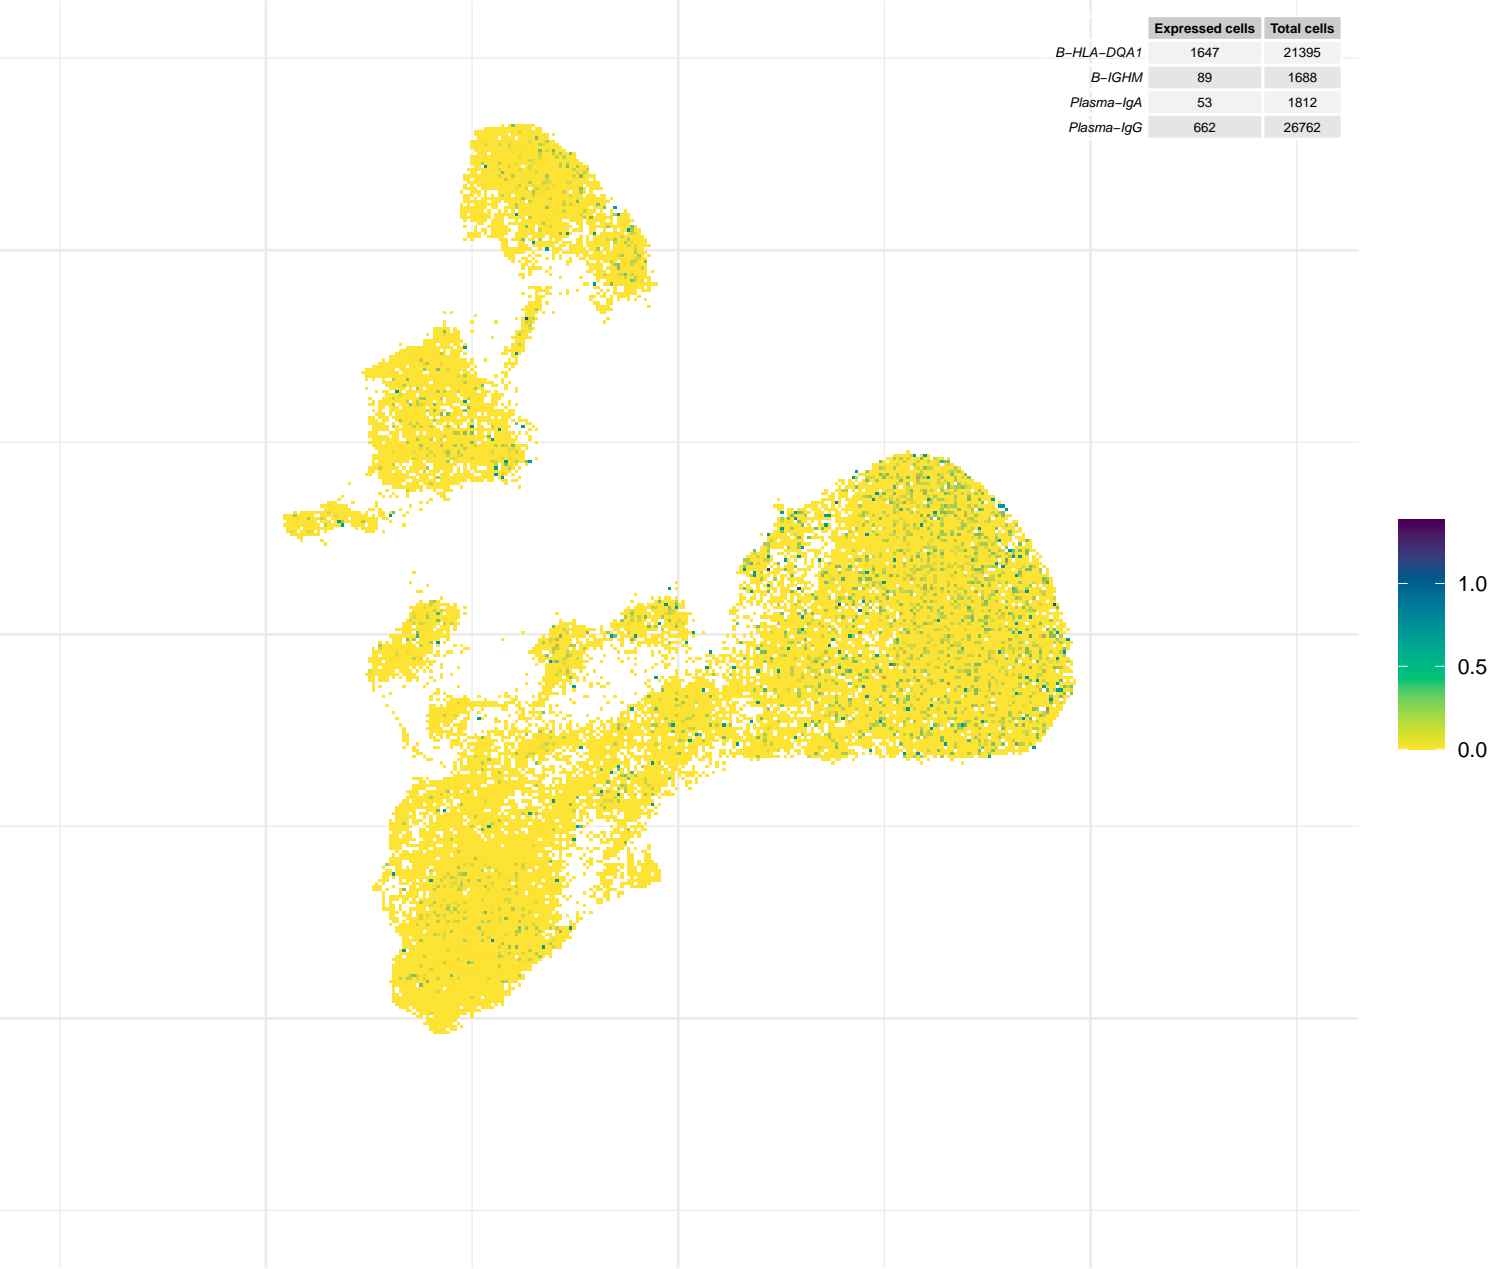 Expressed cells Total cells
B−HLA−DQA1 1647 21395
B−IGHM 89 1688
Plasma−IgA 53 1812
Plasma−IgG 662 26762
1.0
0.5
0.0